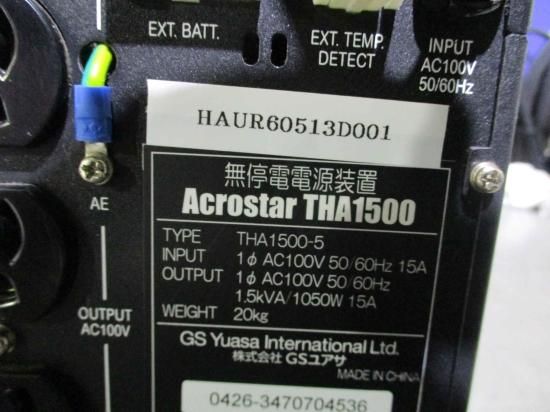 EXT. BATT.
EXT. TEMP.
DETECT
INPUT
AC100V
50/60Hz
HAUR60513D001
AE
無停電電源装置
Acrostar THA1500
TYPE THA1500-5
INPUT 1ϕ AC100V 50/60Hz 15A
OUTPUT 1ϕ AC100V 50/60Hz
1.5kVA/1050W 15A
WEIGHT 20kg
OUTPUT
AC100V
GS Yuasa International Ltd.
株式会社 GSユアサ
MADE IN CHINA
0426-3470704536